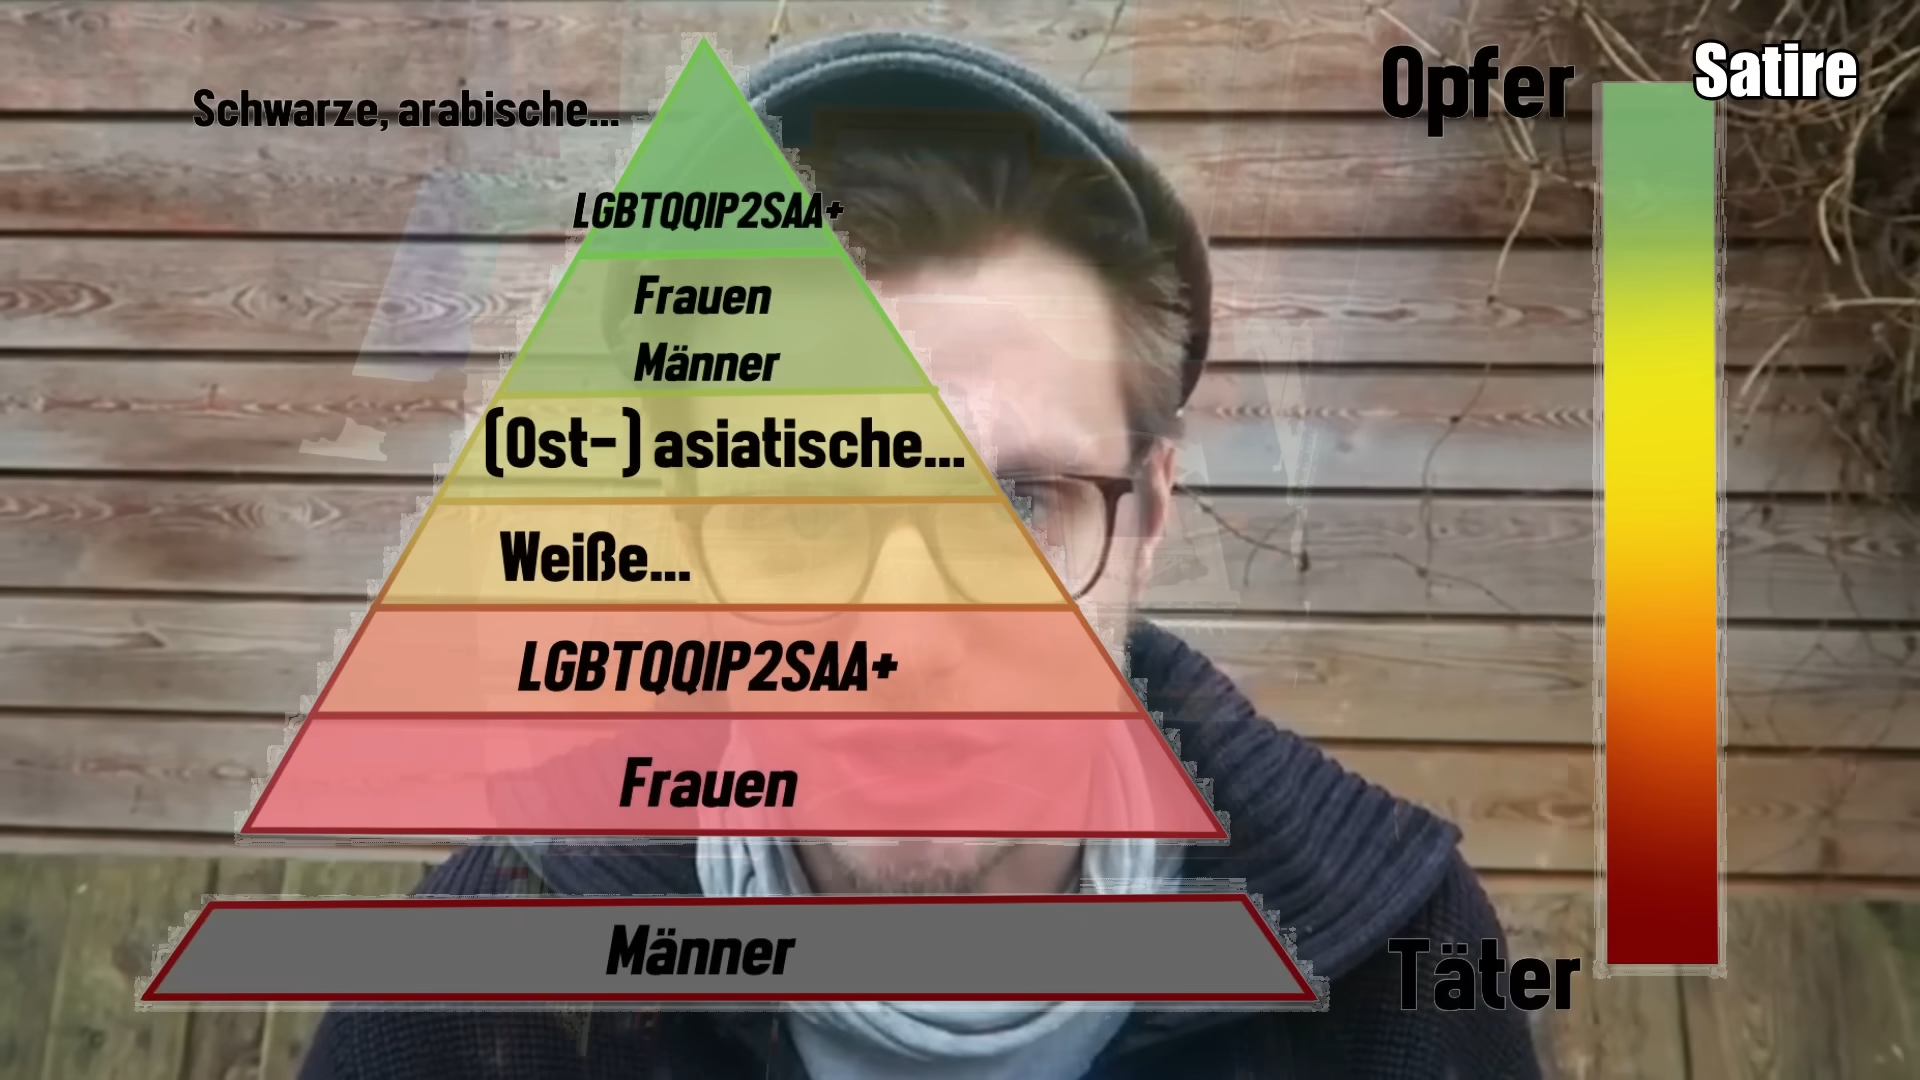 Satire
Opfer
Schwarze, arabische...
LGBTQQIP2SAA+
Frauen
Männer
(Ost-) asiatische...
Weiße...
LGBTQQIP2SAA+
Frauen
Männer
Täter